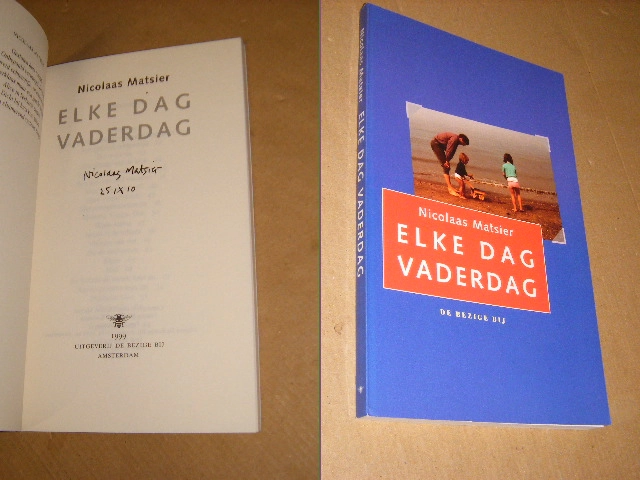 Nicolaas Matsier
ELKE DAG
VADERDAG
Nicolaas Matsier
25 IX 10
1999
UITGEVERIJ DE BEZIGE BIJ
AMSTERDAM
Nicolaas Matsier ELKE DAG VADERDAG
Nicolaas Matsier
ELKE DAG
VADERDAG
DE BEZIGE BIJ